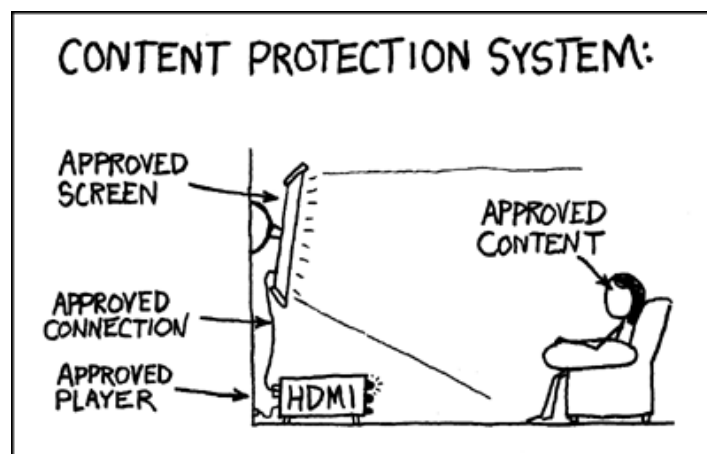 CONTENT PROTECTION SYSTEM:
APPROVED
SCREEN
APPROVED
CONTENT
APPROVED
CONNECTION
APPROVED
PLAYER
HDMI